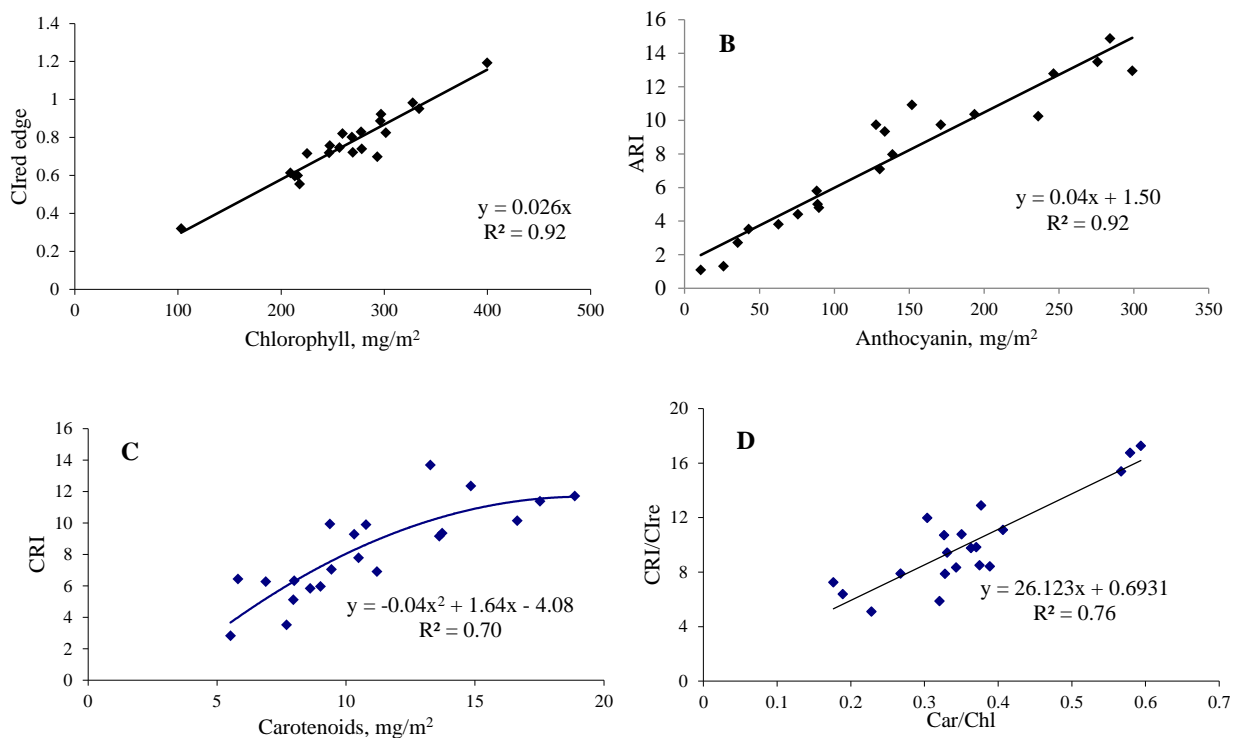 1.4
1.2
1
0.8
0.6
0.4
0.2
0
CIred edge
y = 0.026x
R² = 0.92
0 100 200 300 400 500
Chlorophyll, mg/m²
16
14
12
10
8
6
4
2
0
ARI
B
y = 0.04x + 1.50
R² = 0.92
0 50 100 150 200 250 300 350
Anthocyanin, mg/m²
16
14
12
10
8
6
4
2
0
CRI
C
y = -0.04x² + 1.64x - 4.08
R² = 0.70
0 5 10 15 20
Carotenoids, mg/m²
20
16
12
8
4
0
CRI/CIre
D
y = 26.123x + 0.6931
R² = 0.76
0 0.1 0.2 0.3 0.4 0.5 0.6 0.7
Car/Chl